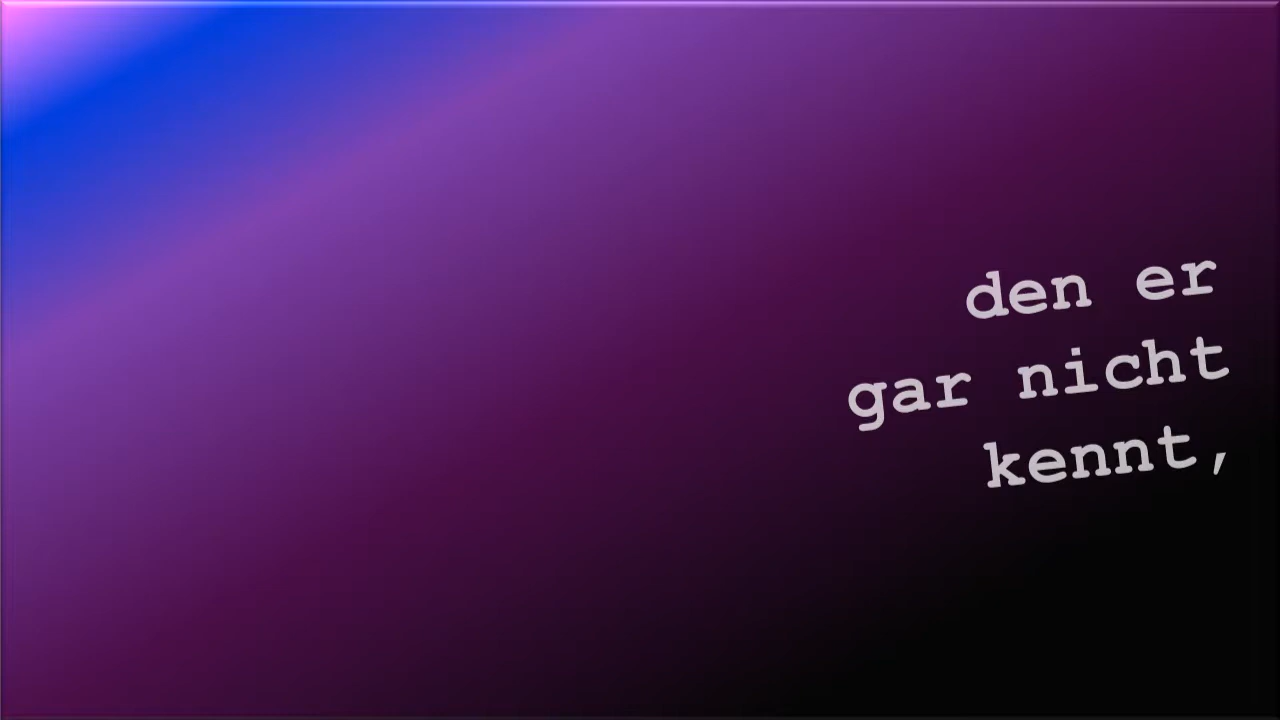 den er
gar nicht
kennt,